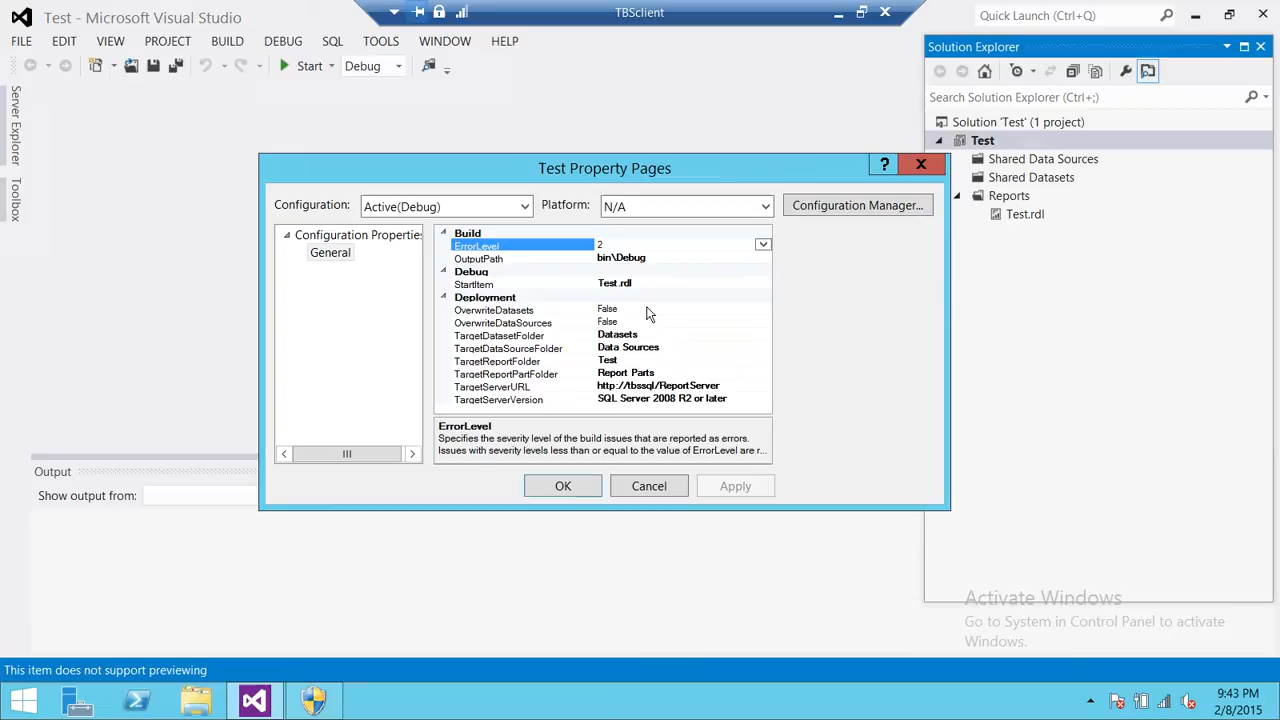 Test - Microsoft Visual Studio
TBSclient
Quick Launch (Ctrl+Q)
FILE EDIT VIEW PROJECT BUILD DEBUG SQL TOOLS WINDOW HELP
Start Debug
Server Explorer
Toolbox
Solution Explorer
Search Solution Explorer (Ctrl+;)
Solution 'Test' (1 project)
Test
Shared Data Sources
Shared Datasets
Reports
Test.rdl
Test Property Pages
?
Configuration: Active(Debug) Platform: N/A Configuration Manager...
Configuration Properties
General
Build
ErrorLevel 2
OutputPath bin\Debug
Debug
StartItem Test.rdl
Deployment
OverwriteDatasets False
OverwriteDataSources False
TargetDatasetFolder Datasets
TargetDataSourceFolder Data Sources
TargetReportFolder Test
TargetReportPartFolder Report Parts
TargetServerURL http://tbssql/ReportServer
TargetServerVersion SQL Server 2008 R2 or later
ErrorLevel
Specifies the severity level of the build issues that are reported as errors.
Issues with severity levels less than or equal to the value of ErrorLevel are r...
OK Cancel Apply
Output
Show output from:
Activate Windows
Go to System in Control Panel to activate
Windows.
This item does not support previewing
9:43 PM
2/8/2015